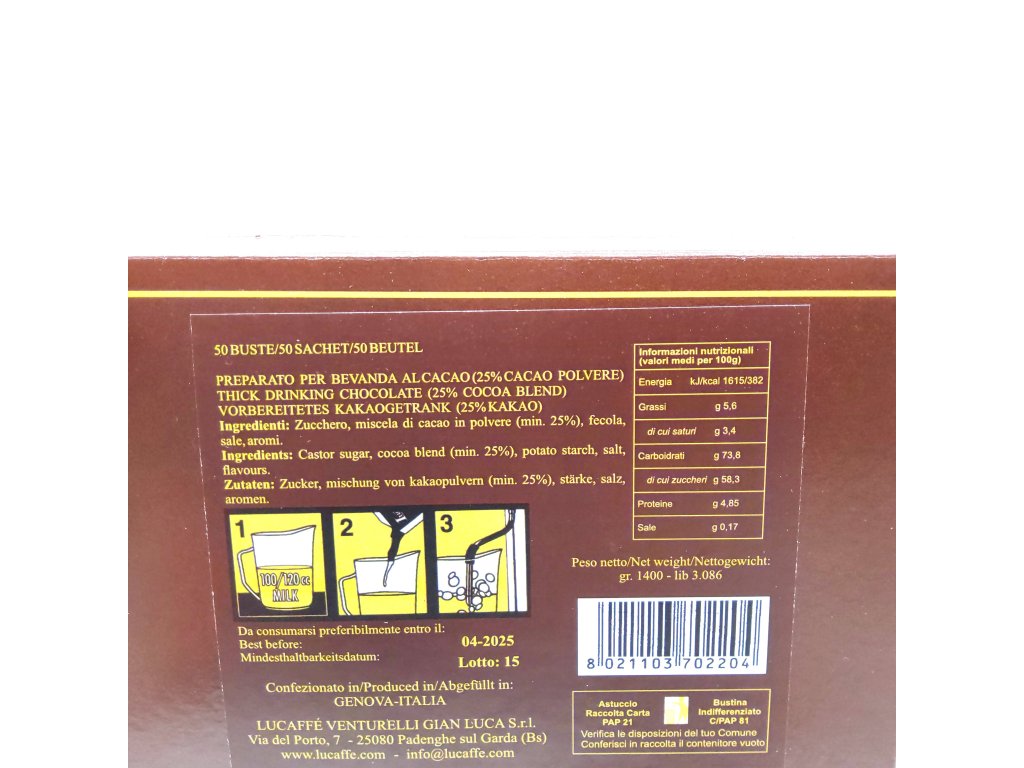 50 BUSTE/50 SACHET/50 BEUTEL
PREPARATO PER BEVANDA AL CACAO (25% CACAO POLVERE)
THICK DRINKING CHOCOLATE (25% COCOA BLEND)
VORBEREITETES KAKAOGETRANK (25% KAKAO)
Ingredienti: Zucchero, miscela di cacao in polvere (min. 25%), fecola,
sale, aromi.
Ingredients: Castor sugar, cocoa blend (min. 25%), potato starch, salt,
flavours.
Zutaten: Zucker, mischung von kakaopulvern (min. 25%), stärke, salz,
aromen.
1 2 3
100/120 cc
MILK
Da consumarsi preferibilmente entro il:
Best before:
Mindesthaltbarkeitsdatum:
04-2025
Lotto: 15
Confezionato in/Produced in/Abgefüllt in:
GENOVA-ITALIA
LUCAFFÉ VENTURELLI GIAN LUCA S.r.l.
Via del Porto, 7 - 25080 Padenghe sul Garda (Bs)
www.lucaffe.com - info@lucaffe.com
Informazioni nutrizionali
(valori medi per 100g)
Energia kJ/kcal 1615/382
Grassi g 5,6
di cui saturi g 3,4
Carboidrati g 73,8
di cui zuccheri g 58,3
Proteine g 4,85
Sale g 0,17
Peso netto/Net weight/Nettogewicht:
gr. 1400 - lib 3.086
8 021103 702204
Astuccio
Raccolta Carta
PAP 21
Bustina
Indifferenziato
C/PAP 81
Verifica le disposizioni del tuo Comune
Conferisci in raccolta il contenitore vuoto